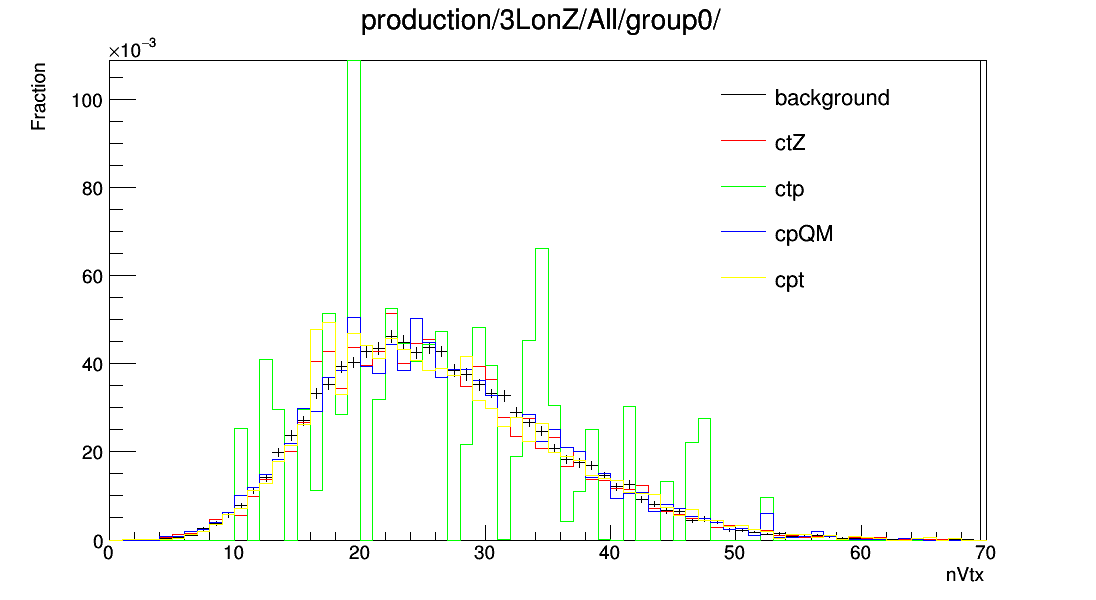 production/3LonZ/All/group0/
×10⁻³
Fraction
100
80
60
40
20
0
background
ctZ
ctp
cpQM
cpt
0 10 20 30 40 50 60 70
nVtx